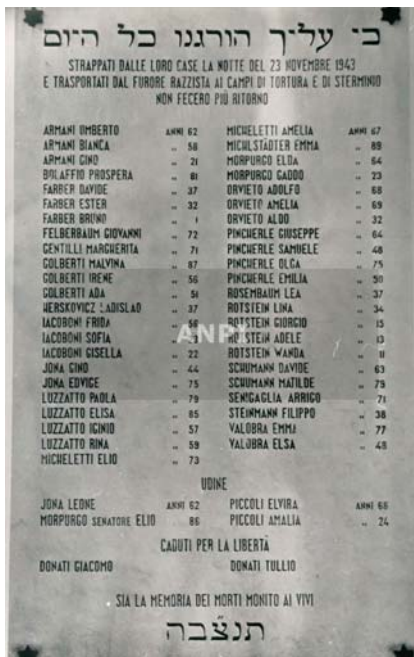 כי עליך הורגנו כל היום
STRAPPATI DALLE LORO CASE LA NOTTE DEL 23 NOVEMBRE 1943
E TRASPORTATI DAL FURORE RAZZISTA AI CAMPI DI TORTURA E DI STERMINIO
NON FECERO PIÙ RITORNO
ARMANI UMBERTO ANNI 62
ARMANI BIANCA „ 58
ARMANI GINO „ 21
BOLAFFIO PROSPERA „ 81
FARBER DAVIDE „ 37
FARBER ESTER „ 32
FARBER BRUNO „ 1
FELBERBAUM GIOVANNI „ 72
GENTILLI MARGHERITA „ 71
GOLBERTI MALVINA „ 87
GOLBERTI IRENE „ 56
GOLBERTI ADA „ 51
HERSKOVICZ LADISLAO „ 37
IACOBONI FRIDA „
IACOBONI SOFIA „
IACOBONI GISELLA „ 22
JONA GINO „ 44
JONA EDVIGE „ 75
LUZZATTO PAOLA „ 79
LUZZATTO ELISA „ 85
LUZZATTO IGINIO „ 57
LUZZATTO RINA „ 59
MICHELETTI ELIO „ 73
MICHELETTI AMELIA ANNI 67
MICHLSTÄDTER EMMA „ 89
MORPURGO ELDA „ 64
MORPURGO GADDO „ 23
ORVIETO ADOLFO „ 68
ORVIETO AMELIA „ 69
ORVIETO ALDO „ 32
PINCHERLE GIUSEPPE „ 64
PINCHERLE SAMUELE „ 48
PINCHERLE OLGA „ 75
PINCHERLE EMILIA „ 50
ROSENBAUM LEA „ 37
ROTSTEIN LINA „ 34
ROTSTEIN GIORGIO „ 15
ROTSTEIN ADELE „ 13
ROTSTEIN WANDA „ 11
SCHUMANN DAVIDE „ 63
SCHUMANN MATILDE „ 79
SENIGAGLIA ARRIGO „ 71
STEINMANN FILIPPO „ 38
VALOBRA EMMA „ 77
VALOBRA ELSA „ 48
ANPI
UDINE
JONA LEONE ANNI 62
MORPURGO SENATORE ELIO 86
PICCOLI ELVIRA ANNI 66
PICCOLI AMALIA „ 24
CADUTI PER LA LIBERTÀ
DONATI GIACOMO DONATI TULLIO
SIA LA MEMORIA DEI MORTI MONITO AI VIVI
תנצ״בה